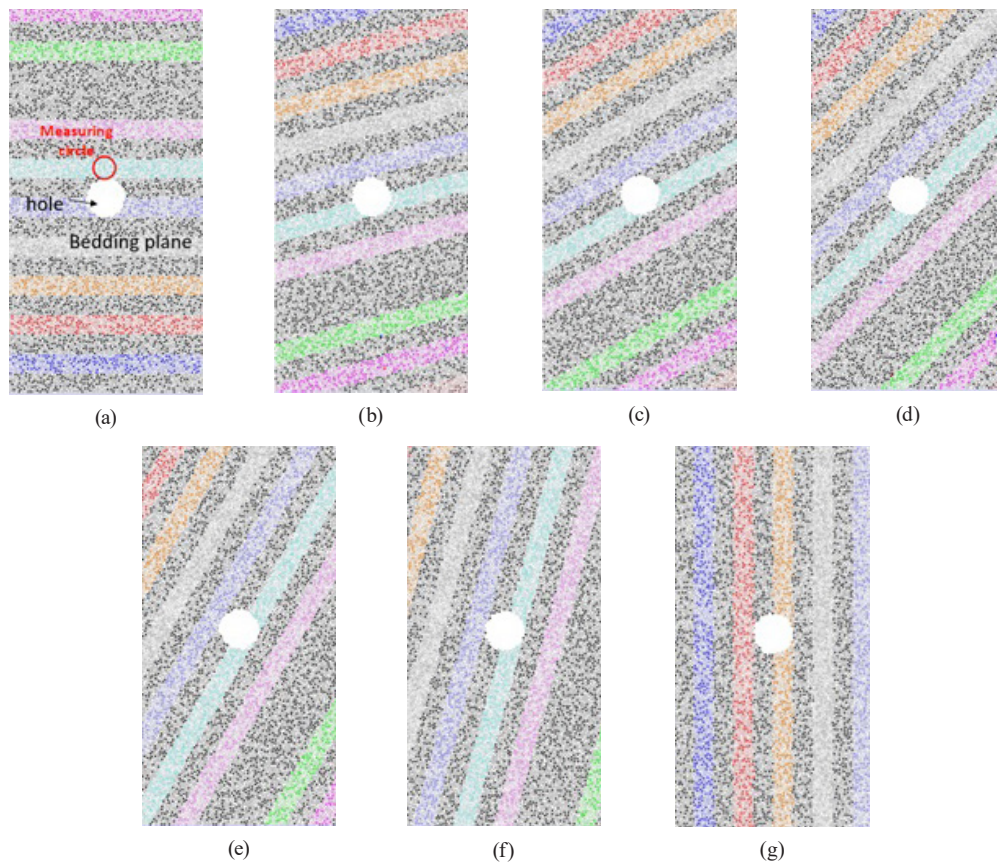 Measuring
circle
hole
Bedding plane
(a)
(b)
(c)
(d)
(e)
(f)
(g)